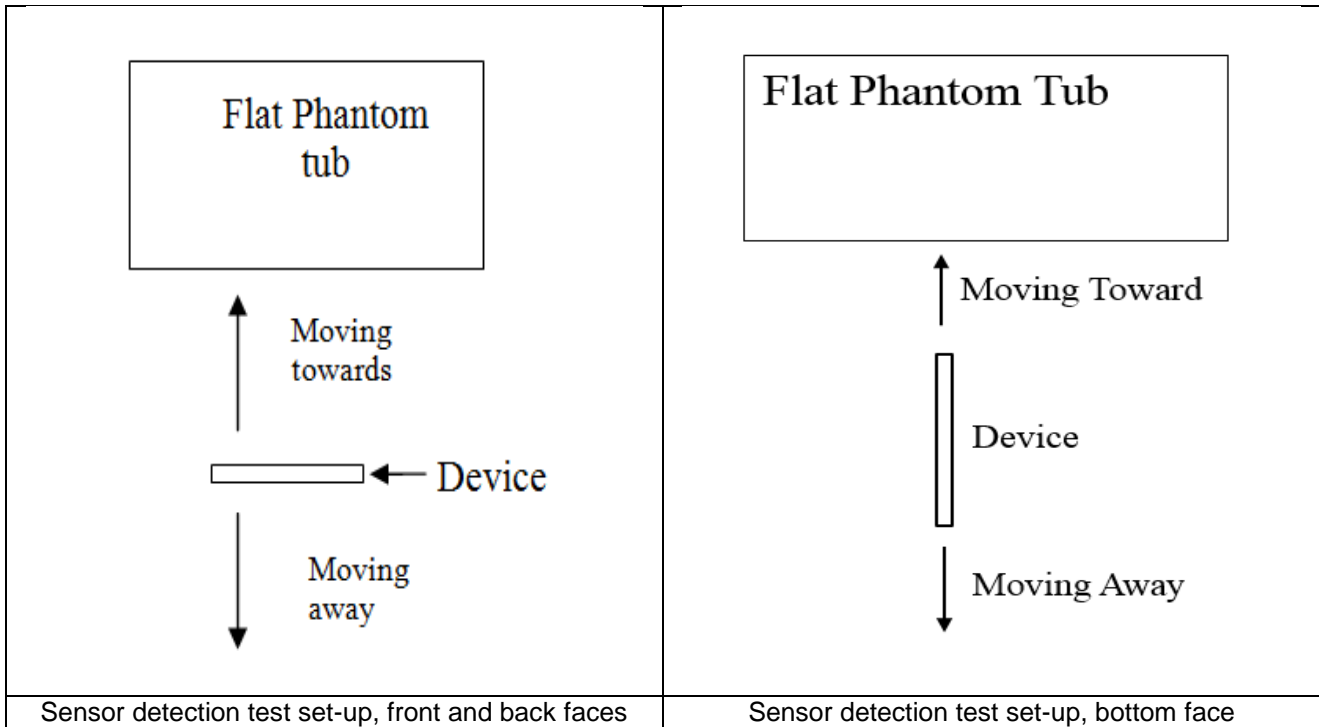 Flat Phantom
tub
Moving
towards
Device
Moving
away
Sensor detection test set-up, front and back faces
Flat Phantom Tub
Moving Toward
Device
Moving Away
Sensor detection test set-up, bottom face